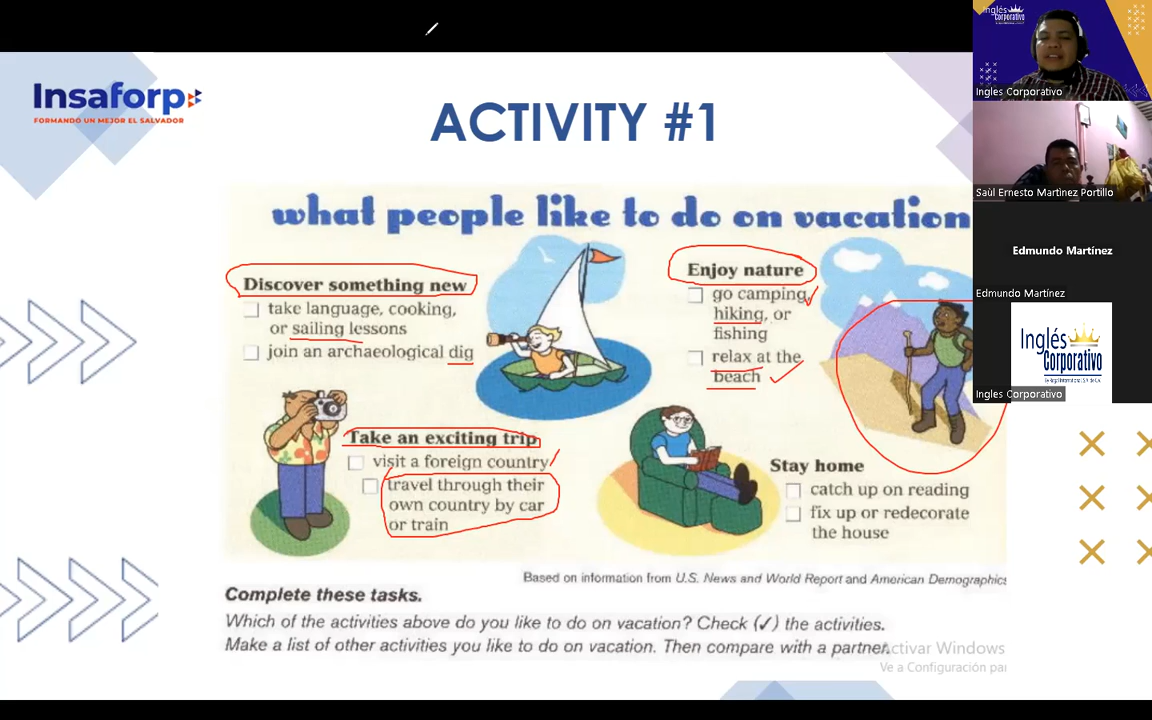 Insaforp
FORMANDO UN MEJOR EL SALVADOR
ACTIVITY #1
what people like to do on vacation
Discover something new
take language, cooking,
or sailing lessons
join an archaeological dig
Enjoy nature
go camping,
hiking, or
fishing
relax at the
beach
Take an exciting trip
visit a foreign country
travel through their
own country by car
or train
Stay home
catch up on reading
fix up or redecorate
the house
Based on information from U.S. News and World Report and American Demographics
Complete these tasks.
Which of the activities above do you like to do on vacation? Check (✓) the activities.
Make a list of other activities you like to do on vacation. Then compare with a partner.
Activar Windows
Ve a Configuración pa
Inglés
Corporativo
Ingles Corporativo
Saùl Ernesto Martìnez Portillo
Edmundo Martínez
Edmundo Martínez
Inglés
Corporativo
Ingles Corporativo